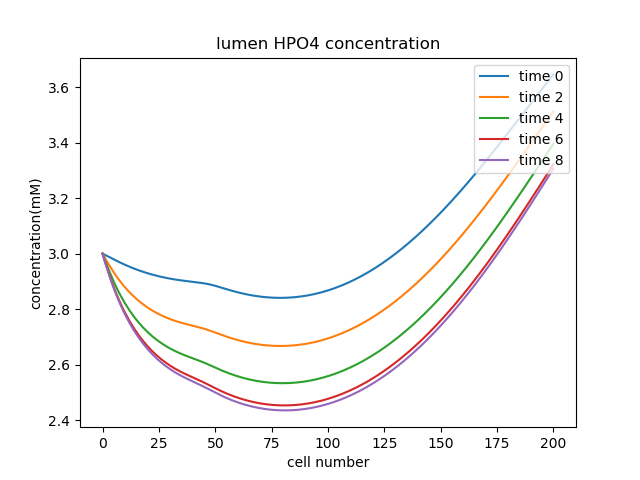 lumen HPO4 concentration
time 0
time 2
time 4
time 6
time 8
concentration(mM)
3.6
3.4
3.2
3.0
2.8
2.6
2.4
0 25 50 75 100 125 150 175 200
cell number